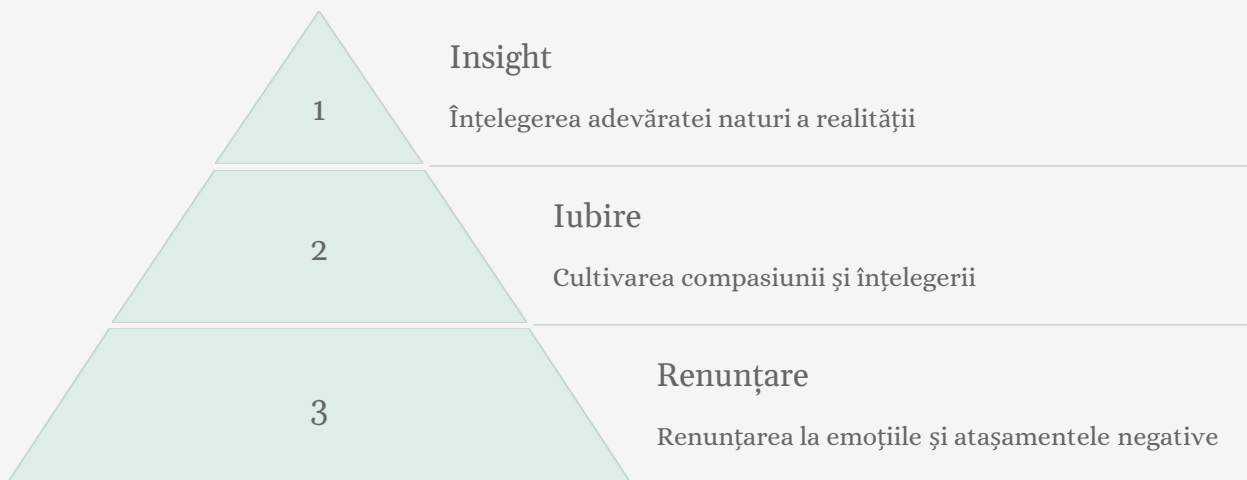 1
Insight
Înțelegerea adevăratei naturi a realității
2
Iubire
Cultivarea compasiunii și înțelegerii
3
Renunțare
Renunțarea la emoțiile și atașamentele negative